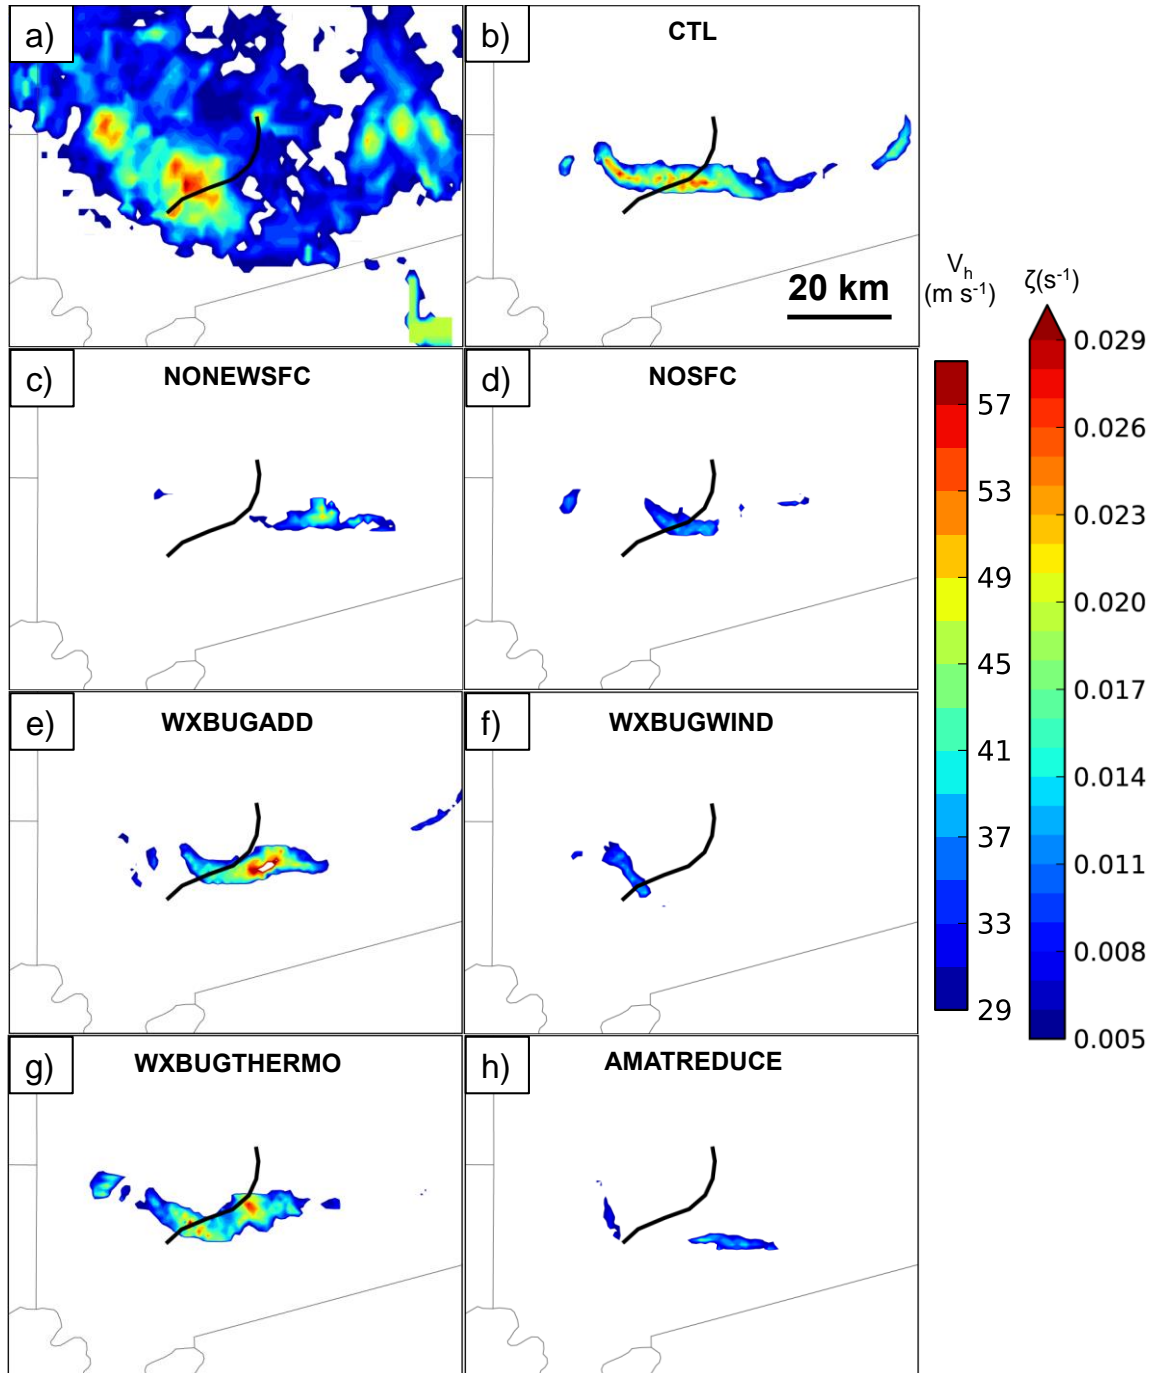 a)
b)
CTL
20 km
c)
NONEWSFC
d)
NOSFC
e)
WXBUGADD
f)
WXBUGWIND
g)
WXBUGTHERMO
h)
AMATREDUCE
Vh
(m s-1)
57
53
49
45
41
37
33
29
ζ(s-1)
0.029
0.026
0.023
0.020
0.017
0.014
0.011
0.008
0.005